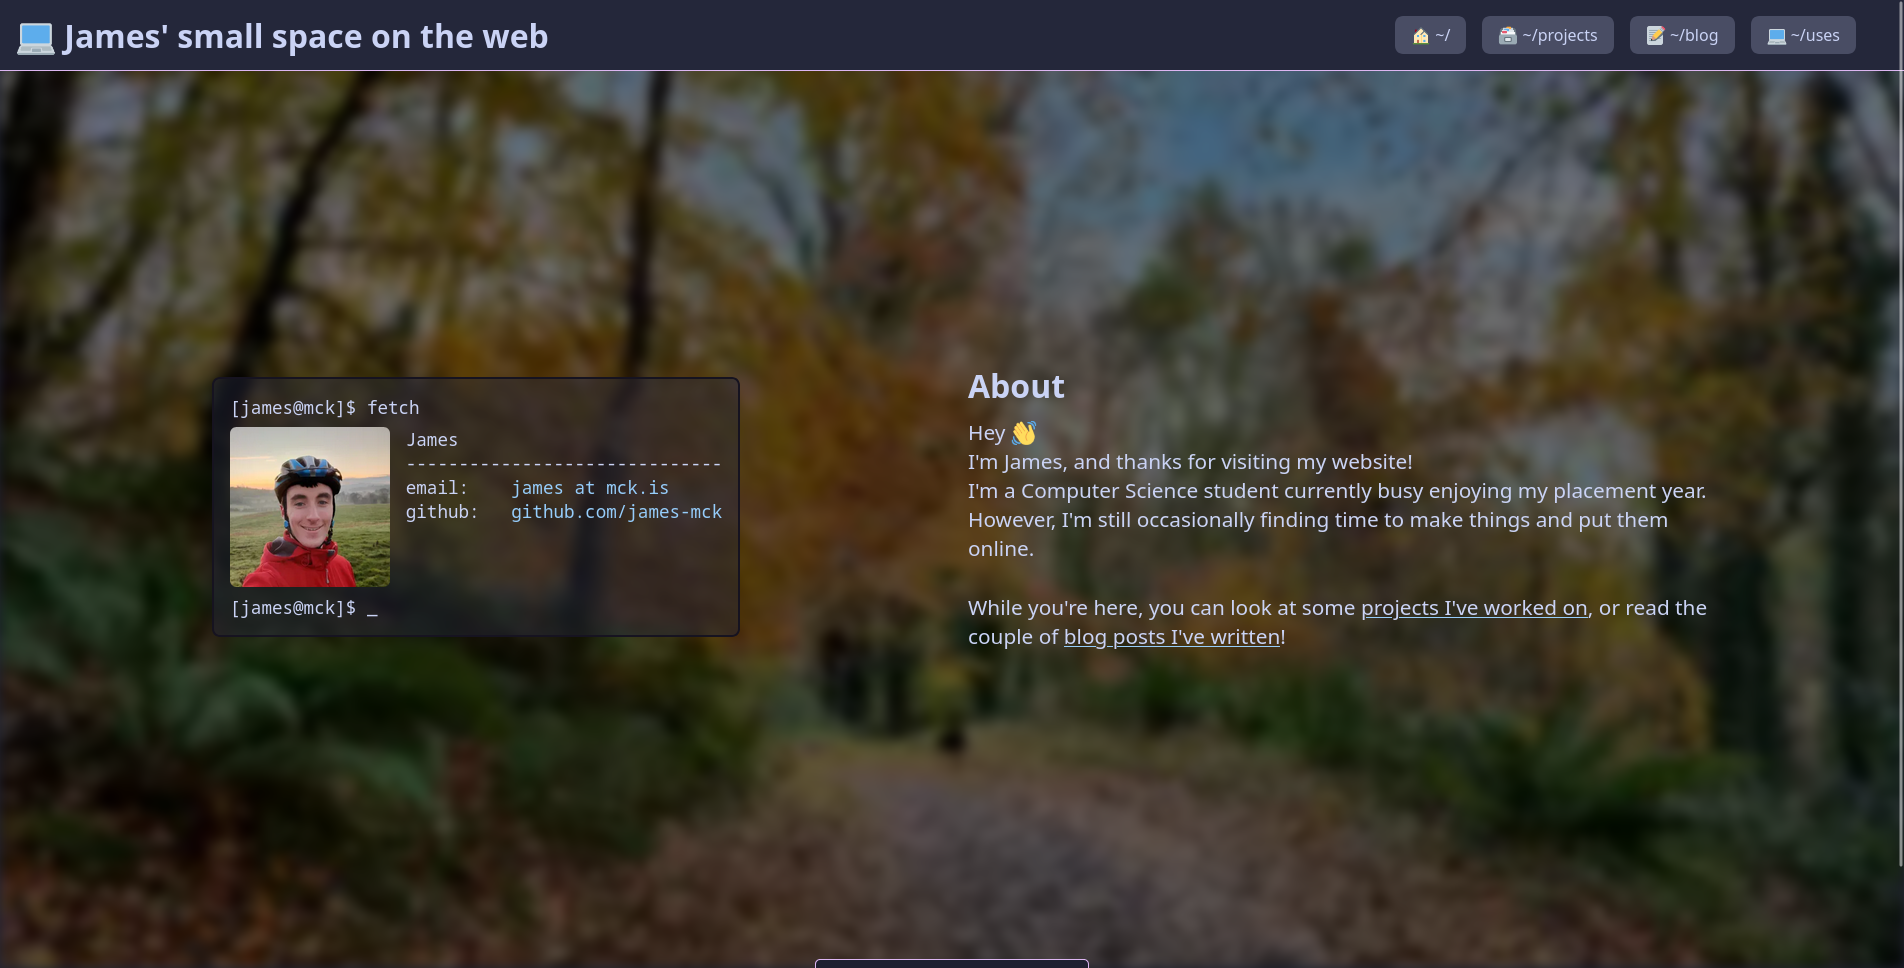 James' small space on the web
~/
~/projects
~/blog
~/uses
[james@mck]$ fetch
James
------------------------------
email: james at mck.is
github: github.com/james-mck
[james@mck]$ _
About
Hey 👋
I'm James, and thanks for visiting my website!
I'm a Computer Science student currently busy enjoying my placement year.
However, I'm still occasionally finding time to make things and put them
online.
While you're here, you can look at some projects I've worked on, or read the
couple of blog posts I've written!